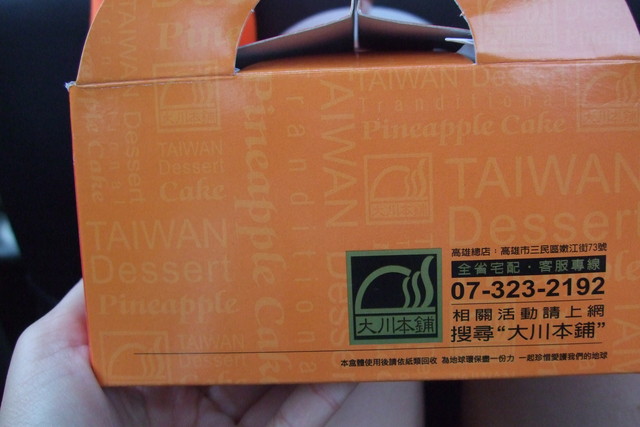 TAIWAN Dessert
Tranditional
Pineapple Cake
TAIWAN
Dessert
Cake
TAIWAN
Dessert
TAIWAN
Dessert
Pineapple
Pineapple Cake
高雄總店：高雄市三民區嫩江街73號
全省宅配．客服專線
07-323-2192
相關活動請上網
搜尋“大川本鋪”
大川本鋪
本盒體使用後請依紙類回收 為地球環保盡一份力 一起珍惜愛護我們的地球